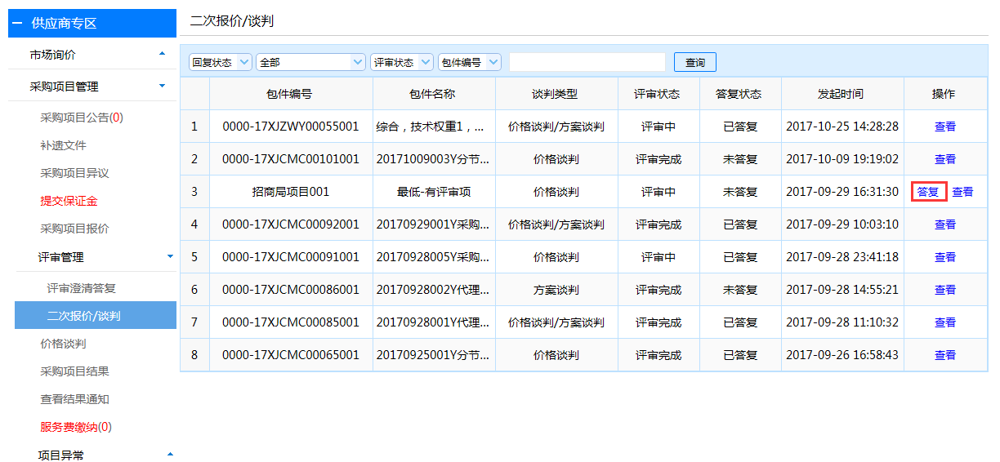 供应商专区
市场询价
采购项目管理
采购项目公告(0)
补遗文件
采购项目异议
提交保证金
采购项目报价
评审管理
评审澄清答复
二次报价/谈判
价格谈判
采购项目结果
查看结果通知
服务费缴纳(0)
项目异常
二次报价/谈判
回复状态 全部 评审状态 包件编号 查询
包件编号 包件名称 谈判类型 评审状态 答复状态 发起时间 操作
1 0000-17XJZWY00055001 综合，技术权重1，... 价格谈判/方案谈判 评审中 已答复 2017-10-25 14:28:28 查看
2 0000-17XJCMC00101001 20171009003Y分节... 价格谈判 评审完成 未答复 2017-10-09 19:19:02 查看
3 招商局项目001 最低-有评审项 价格谈判 评审中 未答复 2017-09-29 16:31:30 答复 查看
4 0000-17XJCMC00092001 20170929001Y采购... 价格谈判/方案谈判 评审完成 已答复 2017-09-29 10:03:10 查看
5 0000-17XJCMC00091001 20170928005Y采购... 价格谈判 评审中 已答复 2017-09-28 23:41:18 查看
6 0000-17XJCMC00086001 20170928002Y代理... 方案谈判 评审完成 未答复 2017-09-28 14:55:21 查看
7 0000-17XJCMC00085001 20170928001Y代理... 价格谈判/方案谈判 评审完成 已答复 2017-09-28 11:10:32 查看
8 0000-17XJCMC00065001 20170925001Y分节... 价格谈判 评审完成 已答复 2017-09-26 16:58:43 查看